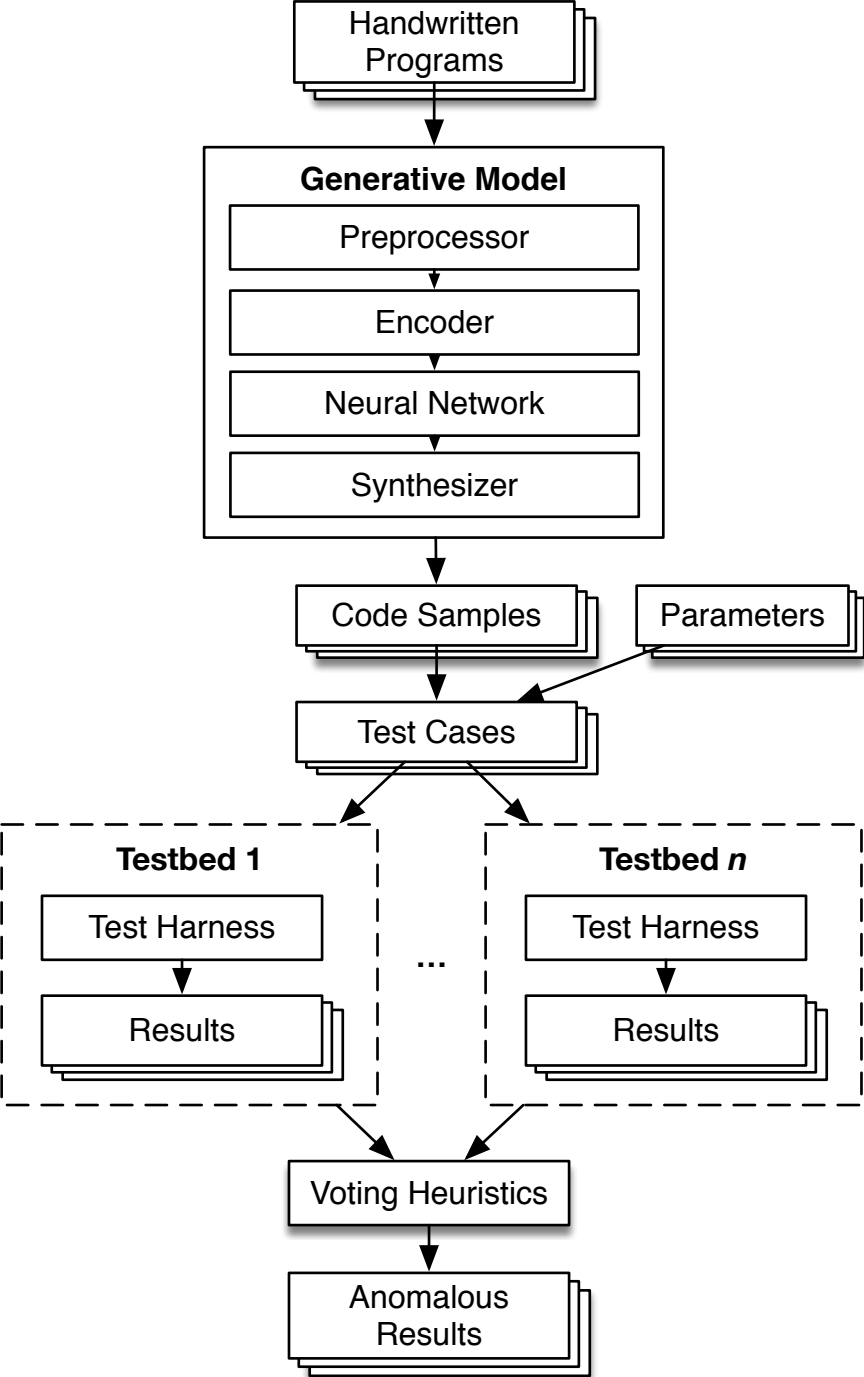 Handwritten
Programs
Generative Model
Preprocessor
Encoder
Neural Network
Synthesizer
Code Samples
Parameters
Test Cases
Testbed 1
Test Harness
Results
...
Testbed n
Test Harness
Results
Voting Heuristics
Anomalous
Results